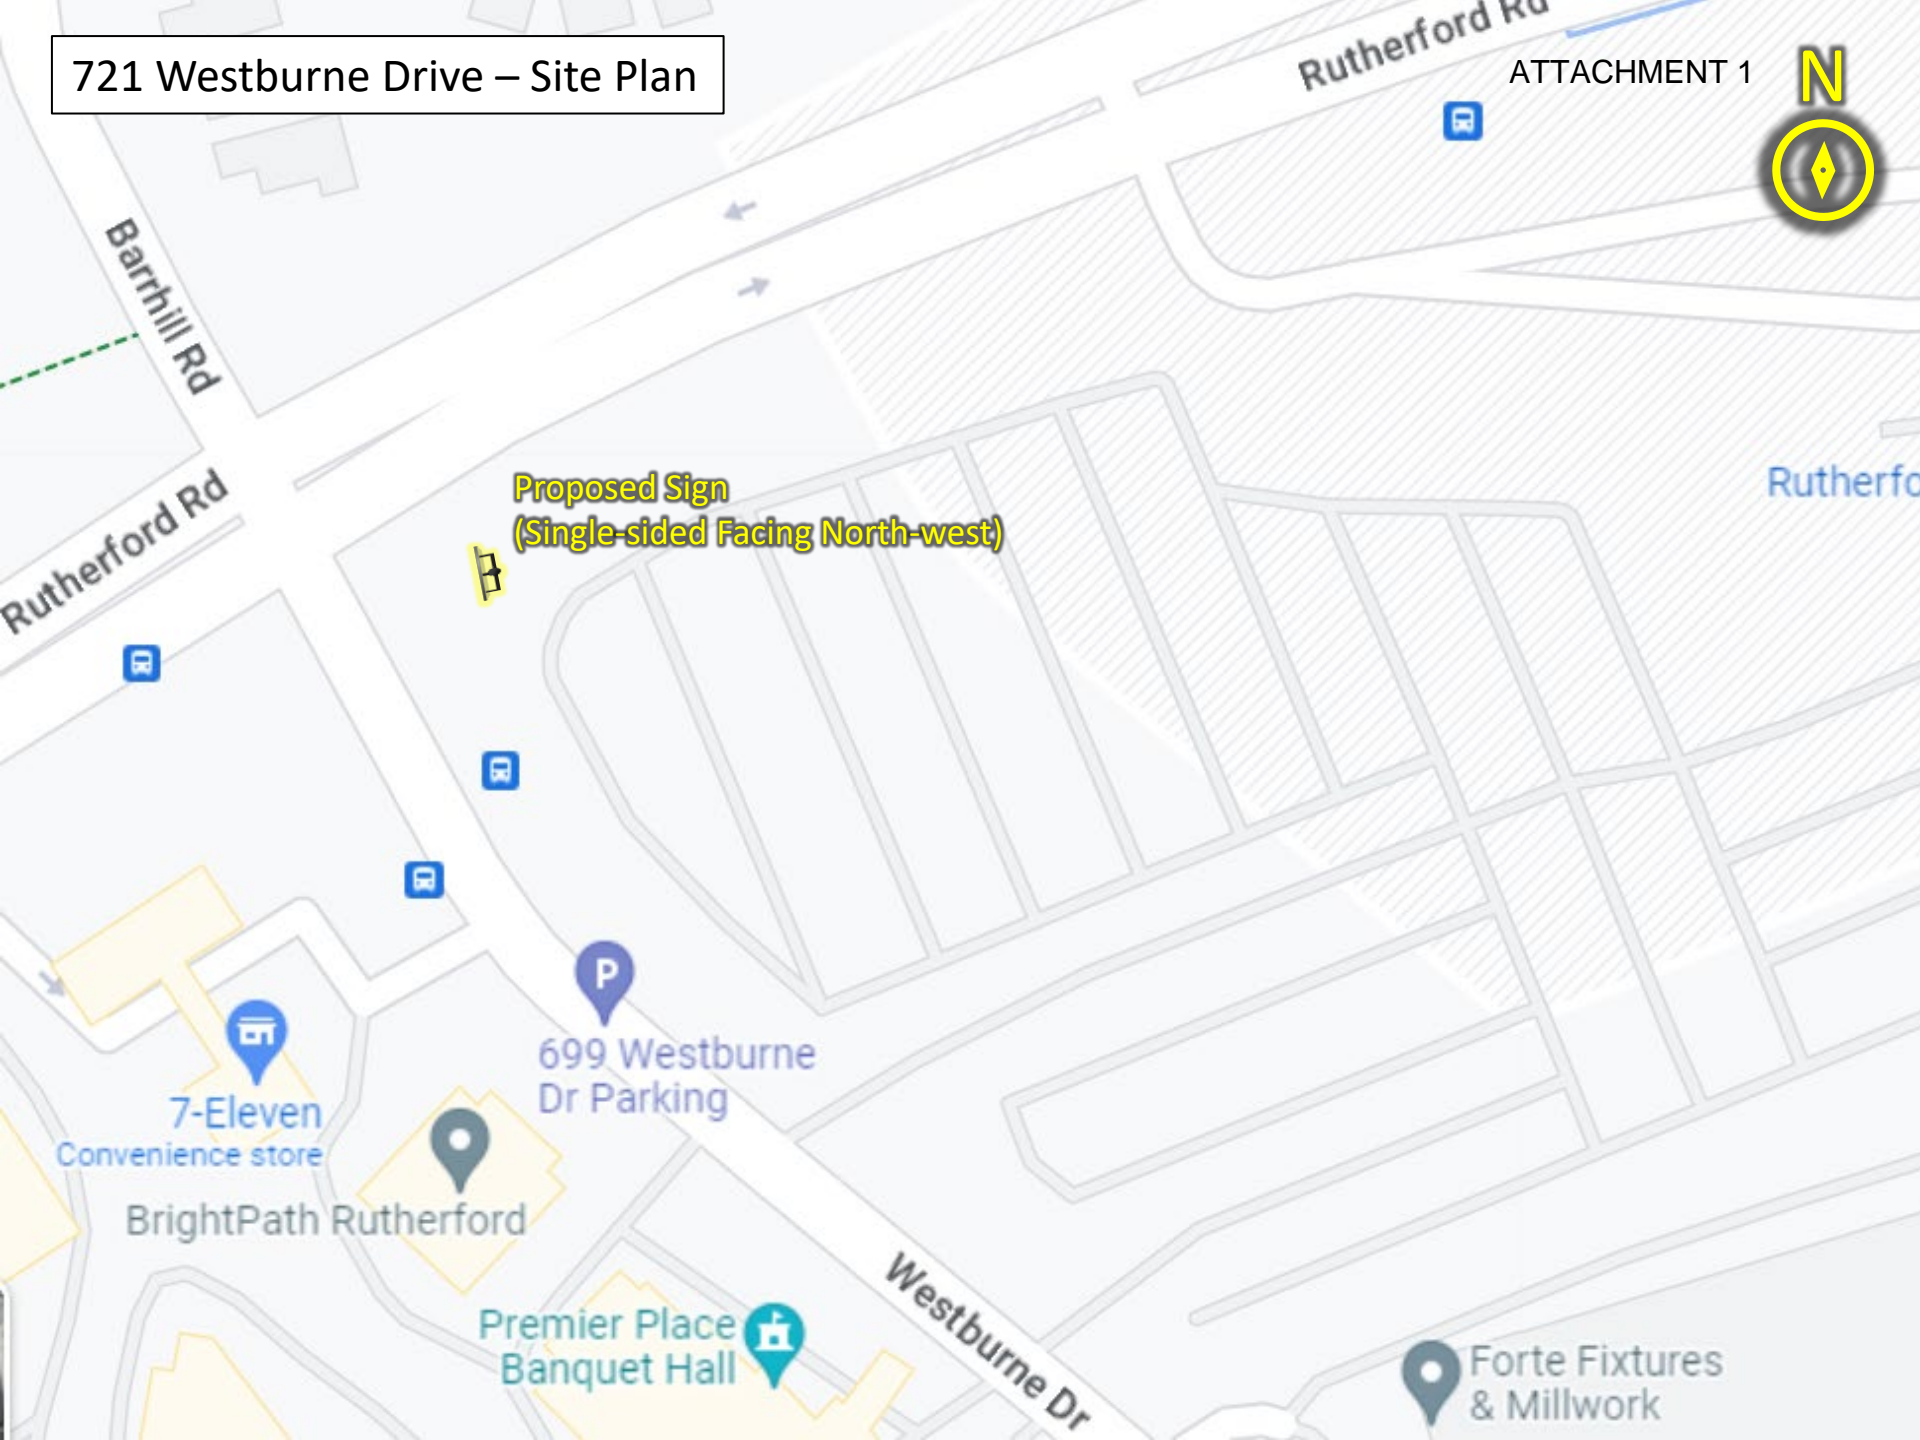 721 Westburne Drive – Site Plan
Rutherford Rd
ATTACHMENT 1
N
Barrhill Rd
Rutherford Rd
Proposed Sign
(Single-sided Facing North-west)
P
699 Westburne
Dr Parking
7-Eleven
Convenience store
BrightPath Rutherford
Premier Place
Banquet Hall
Westburne Dr
Forte Fixtures
& Millwork